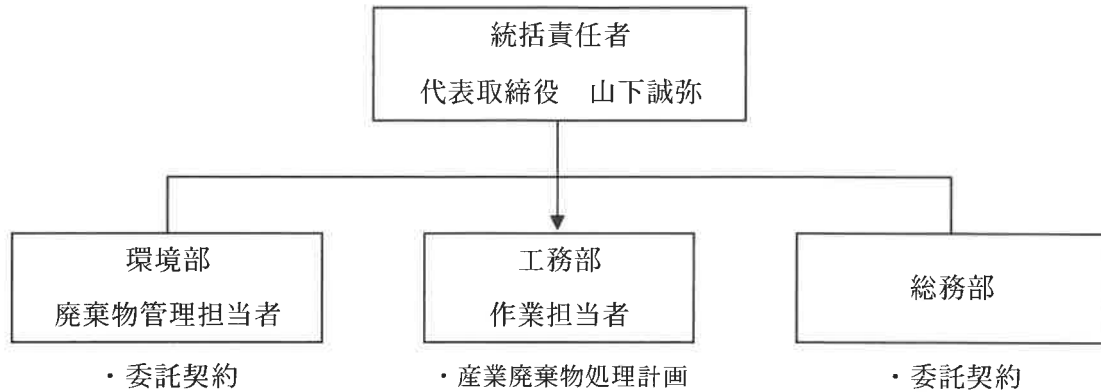 統括責任者
代表取締役　山下誠弥
環境部
廃棄物管理担当者
工務部
作業担当者
総務部
・委託契約
・産業廃棄物処理計画
・委託契約